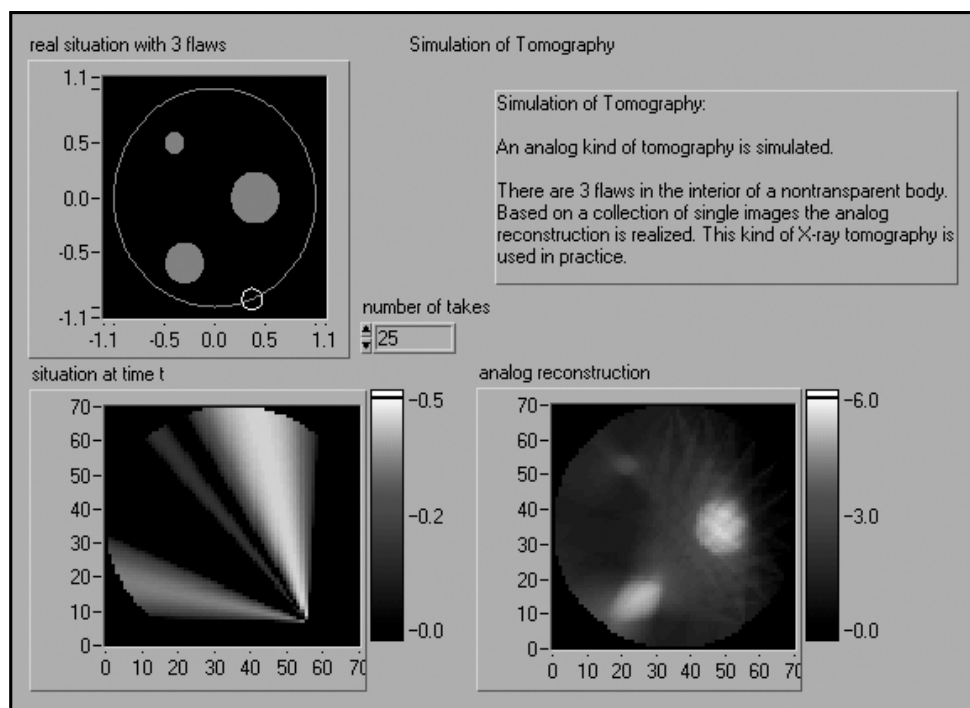 real situation with 3 flaws
Simulation of Tomography
1.1
0.5
0.0
-0.5
-1.1
-1.1 -0.5 0.0 0.5 1.1
Simulation of Tomography:
An analog kind of tomography is simulated.
There are 3 flaws in the interior of a nontransparent body.
Based on a collection of single images the analog
reconstruction is realized. This kind of X-ray tomography is
used in practice.
number of takes
25
situation at time t
70
60
50
40
30
20
10
0
0 10 20 30 40 50 60 70
0.5
0.2
0.0
analog reconstruction
70
60
50
40
30
20
10
0
0 10 20 30 40 50 60 70
6.0
3.0
0.0